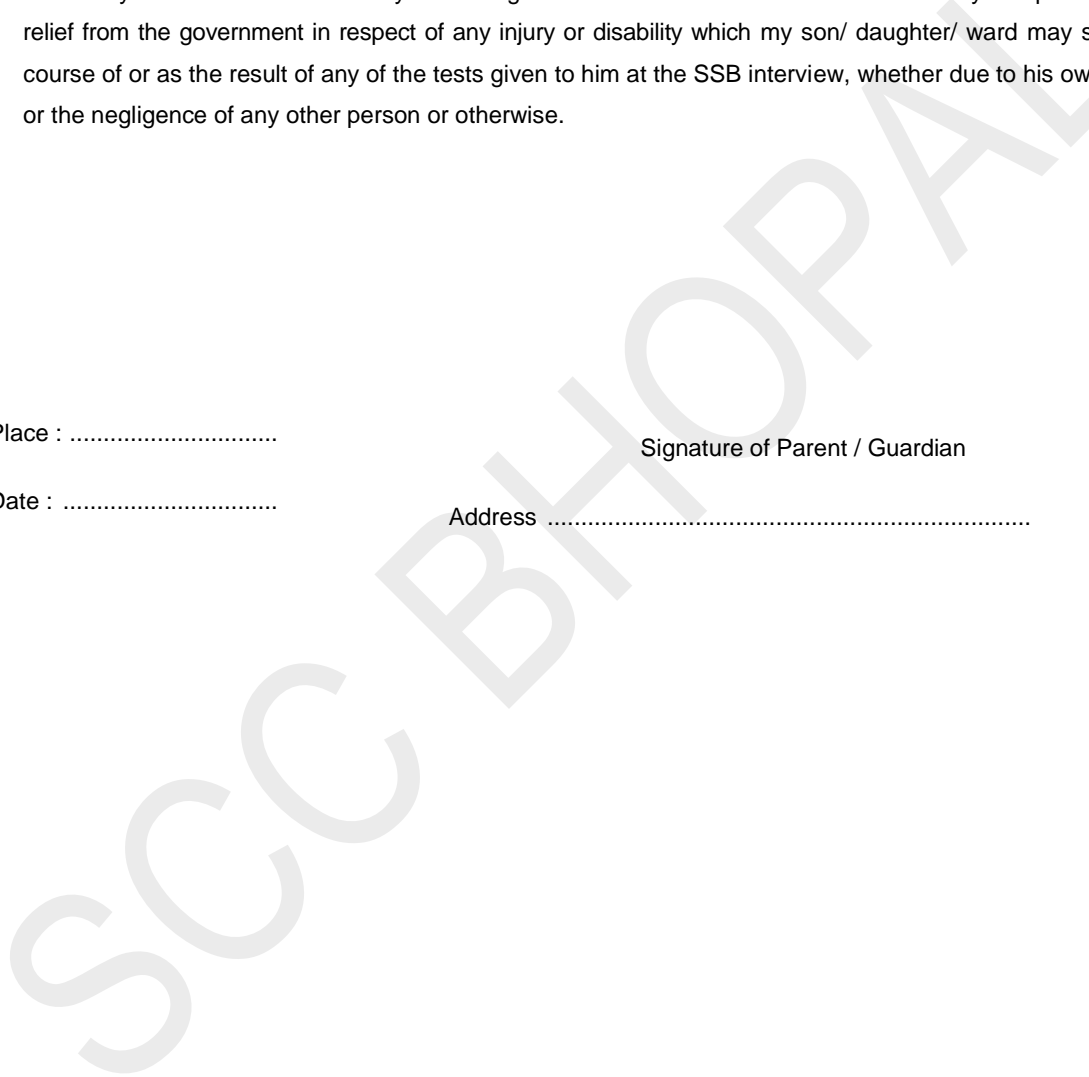 relief from the government in respect of any injury or disability which my son/ daughter/ ward may
course of or as the result of any of the tests given to him at the SSB interview, whether due to his
or the negligence of any other person or otherwise.
Place : ...............................
Signature of Parent / Guardian
Date : ................................
Address ........................................................................
SCC BHOPAL